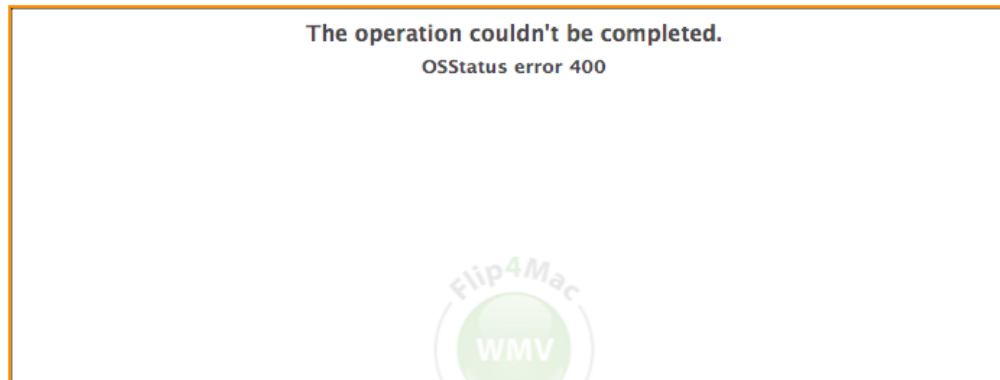 The operation couldn't be completed.
OSStatus error 400
Flip4Mac
WMV